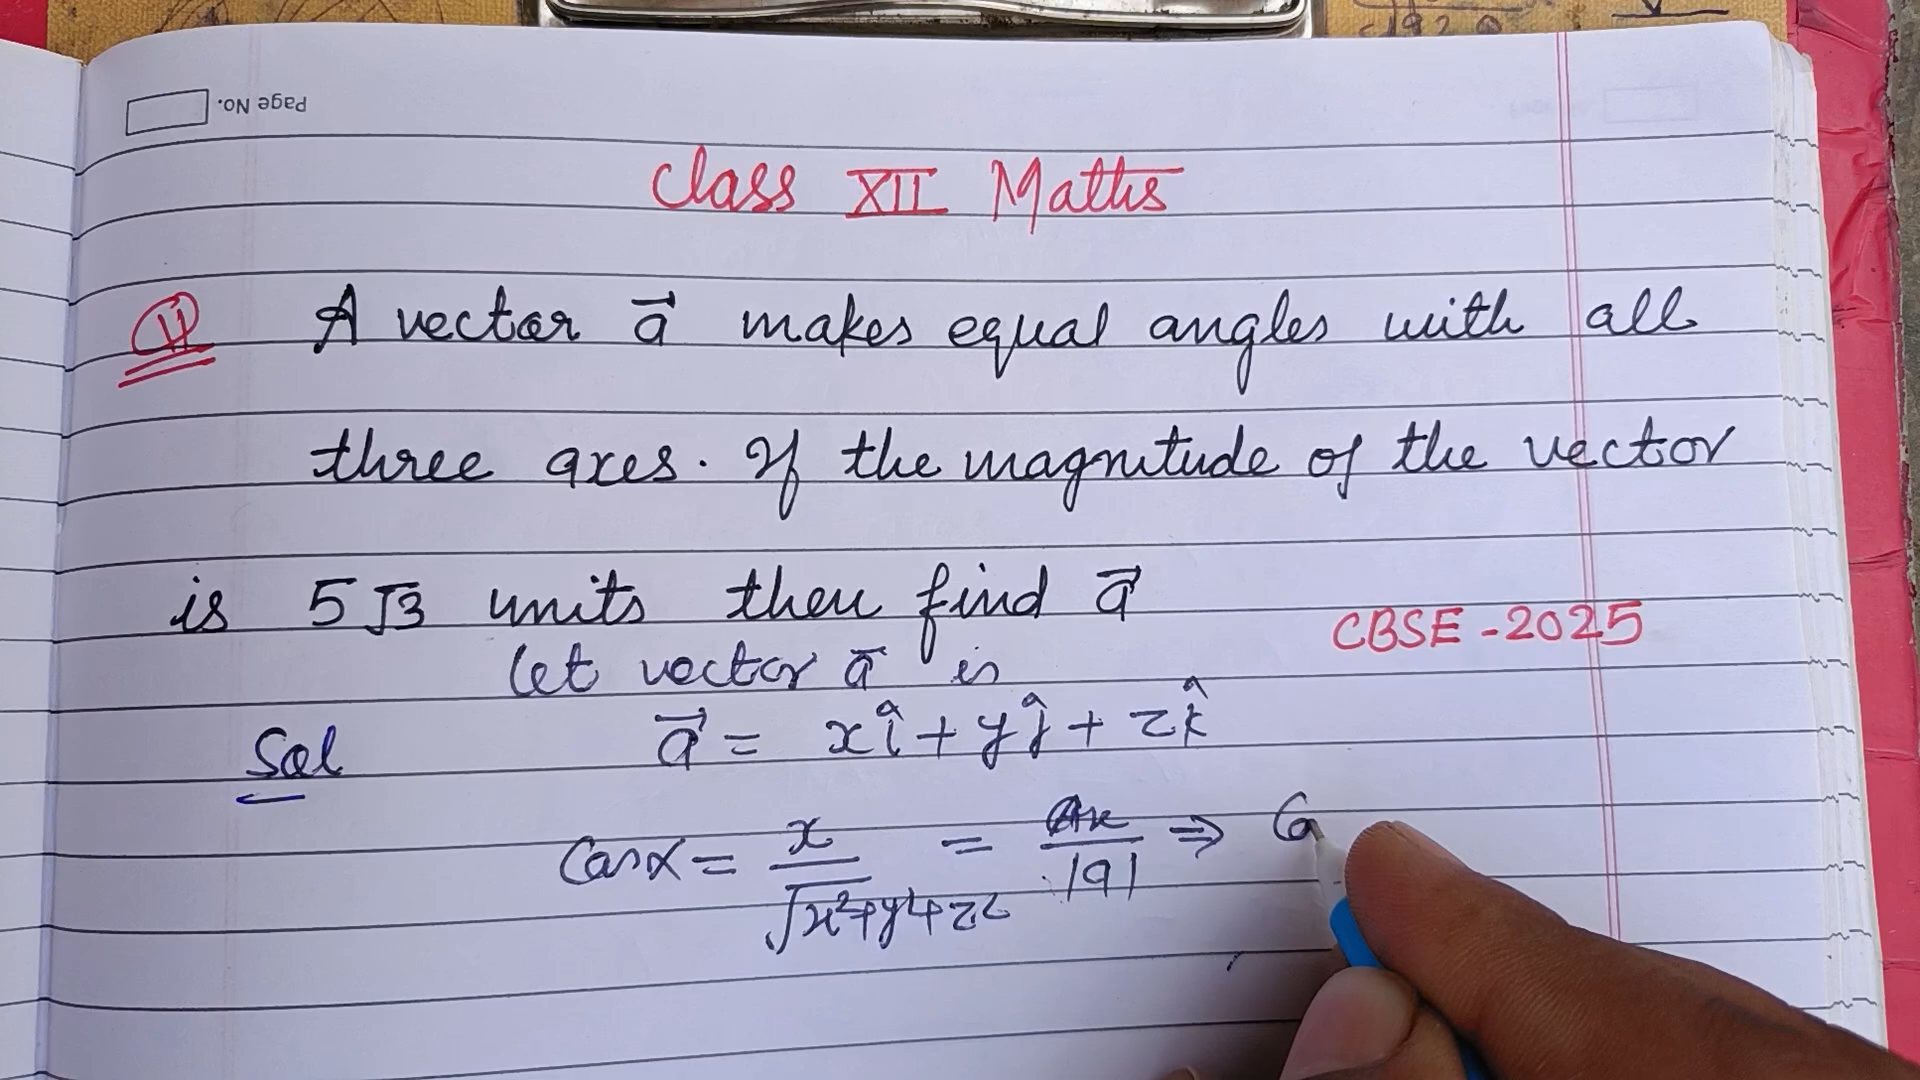 Page No.
Class XII Maths
Q11 A vector a⃗ makes equal angles with all
three axes. If the magnitude of the vector
is 5√3 units then find a⃗
CBSE-2025
let vector a⃗ is
Sol a⃗ = xî + yĵ + zk̂
Cosα = x/√x²+y²+z² = x/|a| ⇒ Co